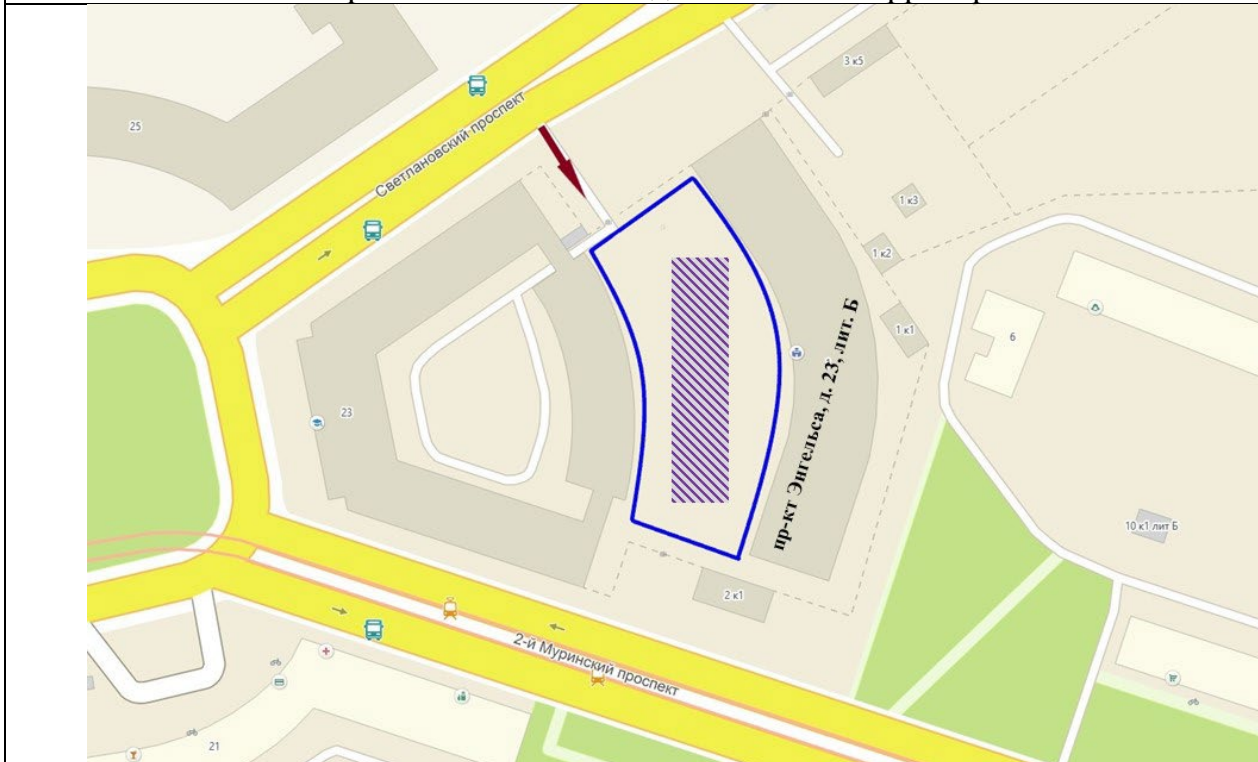 3 к5
25
Светлановский проспект
1 к3
1 к2
1 к1
6
пр-кт Энгельса, д. 23, лит. Б
23
10 к1 лит Б
2 к1
2-й Муринский проспект
21